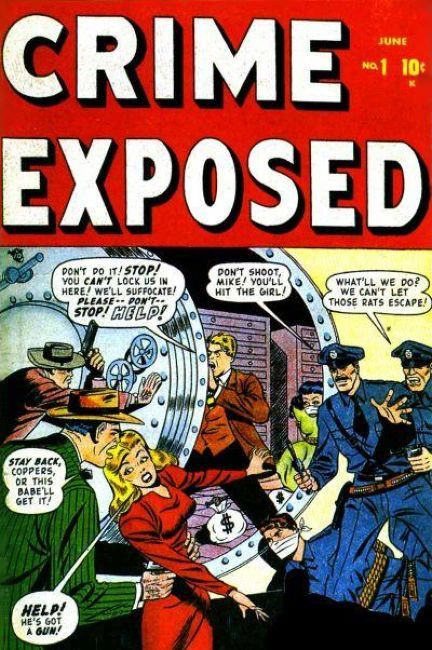 CRIME
EXPOSED
JUNE
NO. 1 10¢
K
DON'T DO IT! STOP!
YOU CAN'T LOCK US IN
HERE! WE'LL SUFFOCATE!
PLEASE-- DON'T--
STOP! HELP!
DON'T SHOOT,
MIKE! YOU'LL
HIT THE GIRL!
WHAT'LL WE DO?
WE CAN'T LET
THOSE RATS ESCAPE!
STAY BACK,
COPPERS,
OR THIS
BABE'LL
GET IT!
$
HELP!
HE'S GOT
A GUN!